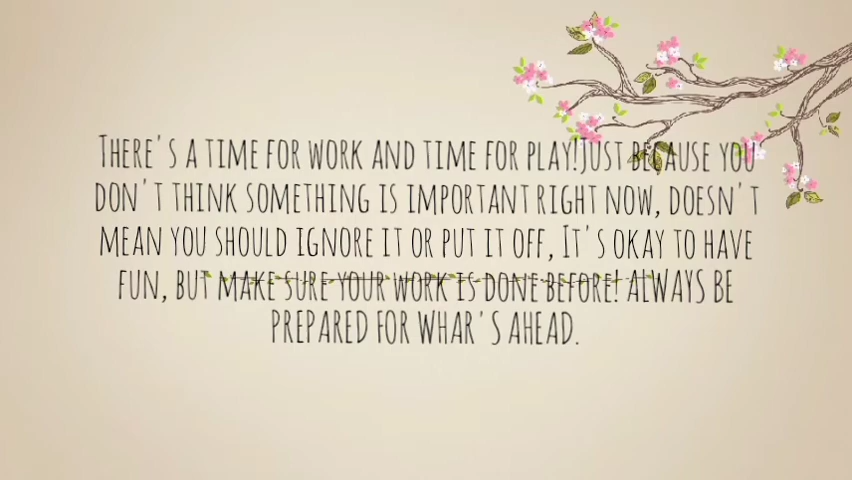 There's a time for work and time for play!Just because you
don't think something is important right now, doesn't
mean you should ignore it or put it off, It's okay to have
fun, but make sure your work is done before! ALWAYS BE
PREPARED FOR WHAR'S AHEAD.